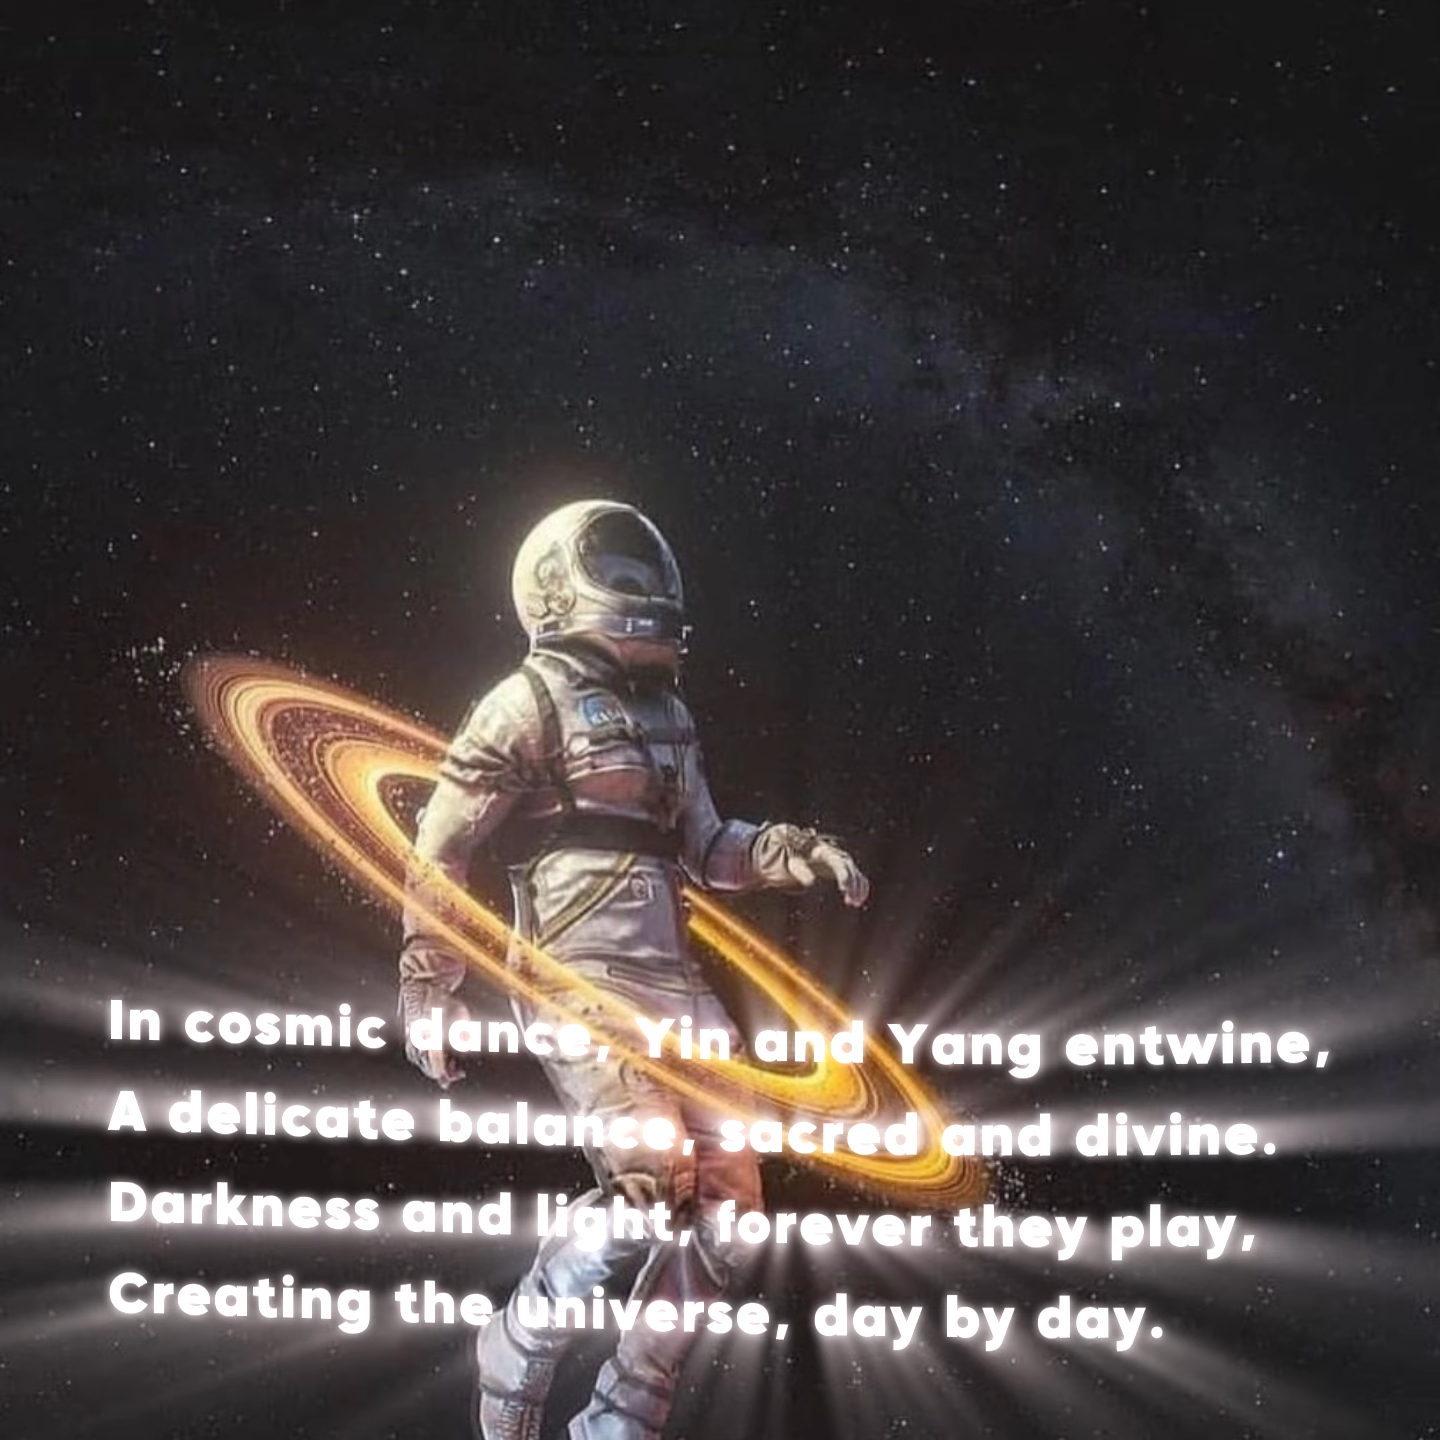 In cosmic dance, Yin and Yang entwine,
A delicate balance, sacred and divine.
Darkness and light, forever they play,
Creating the universe, day by day.